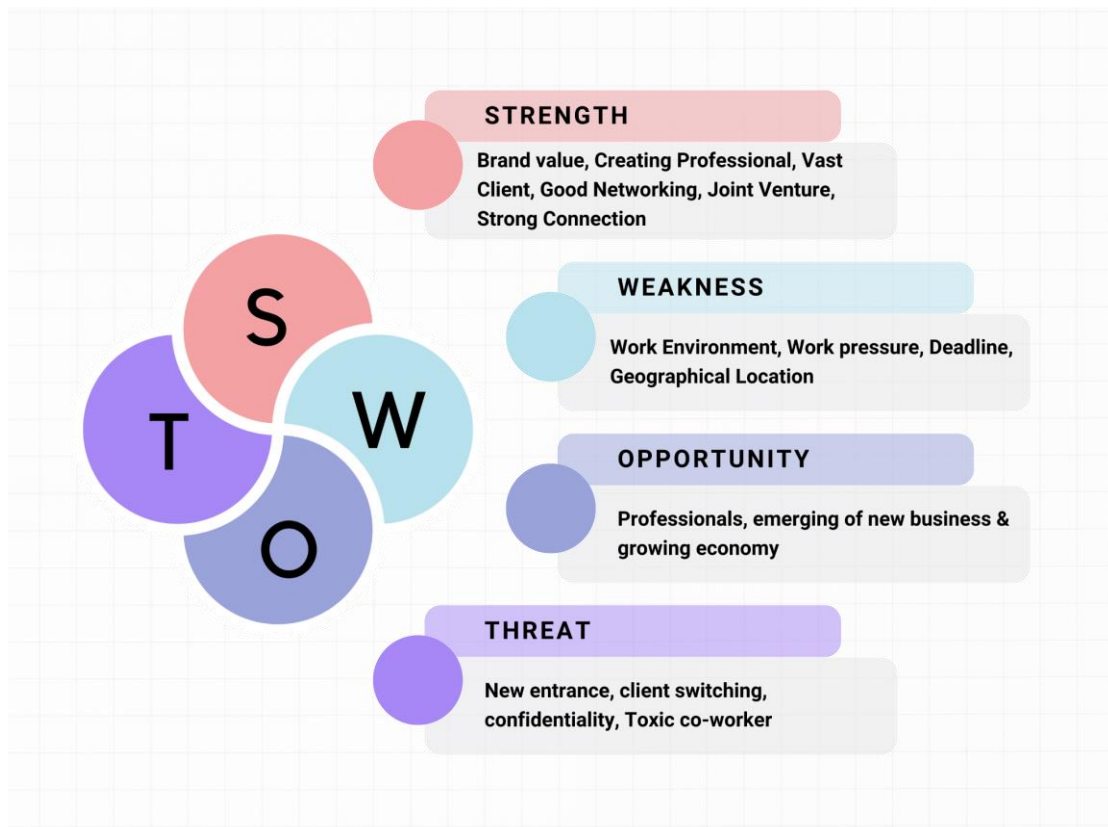 S
W
T
O
STRENGTH
Brand value, Creating Professional, Vast
Client, Good Networking, Joint Venture,
Strong Connection
WEAKNESS
Work Environment, Work pressure, Deadline,
Geographical Location
OPPORTUNITY
Professionals, emerging of new business &
growing economy
THREAT
New entrance, client switching,
confidentiality, Toxic co-worker